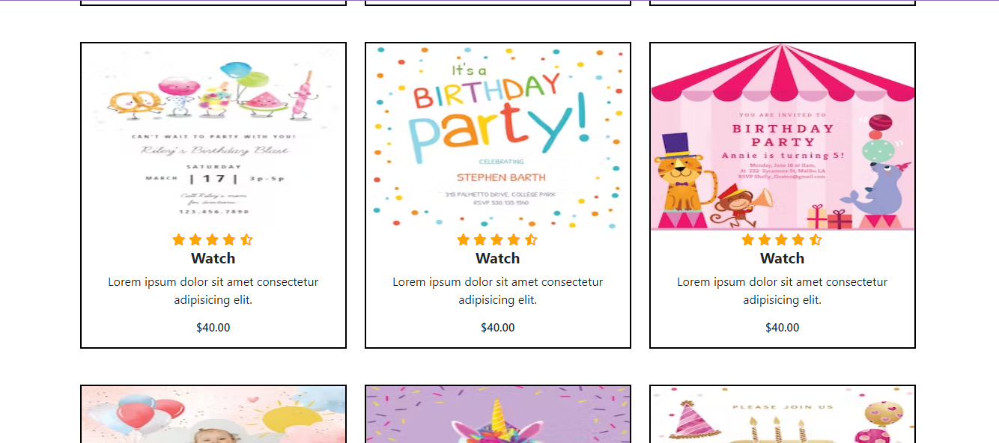 CAN'T WAIT TO PARTY WITH YOU!
Riley's Birthday Blast
SATURDAY
MARCH | 17 | 3p-5p
Call Riley's mom
for directions.
123.456.7890
Watch
Lorem ipsum dolor sit amet consectetur
adipisicing elit.
$40.00
It's a
BIRTHDAY
party!
CELEBRATING
STEPHEN BARTH
315 PALMETTO DRIVE, COLLEGE PARK
RSVP 530.135.1540
Watch
Lorem ipsum dolor sit amet consectetur
adipisicing elit.
$40.00
YOU ARE INVITED TO
BIRTHDAY
PARTY
Annie is turning 5!
Monday, June 16 at 11am,
At 222 Sycamore St, Malibu LA
RSVP Shelly_Guston@gmail.com
Watch
Lorem ipsum dolor sit amet consectetur
adipisicing elit.
$40.00
PLEASE JOIN US